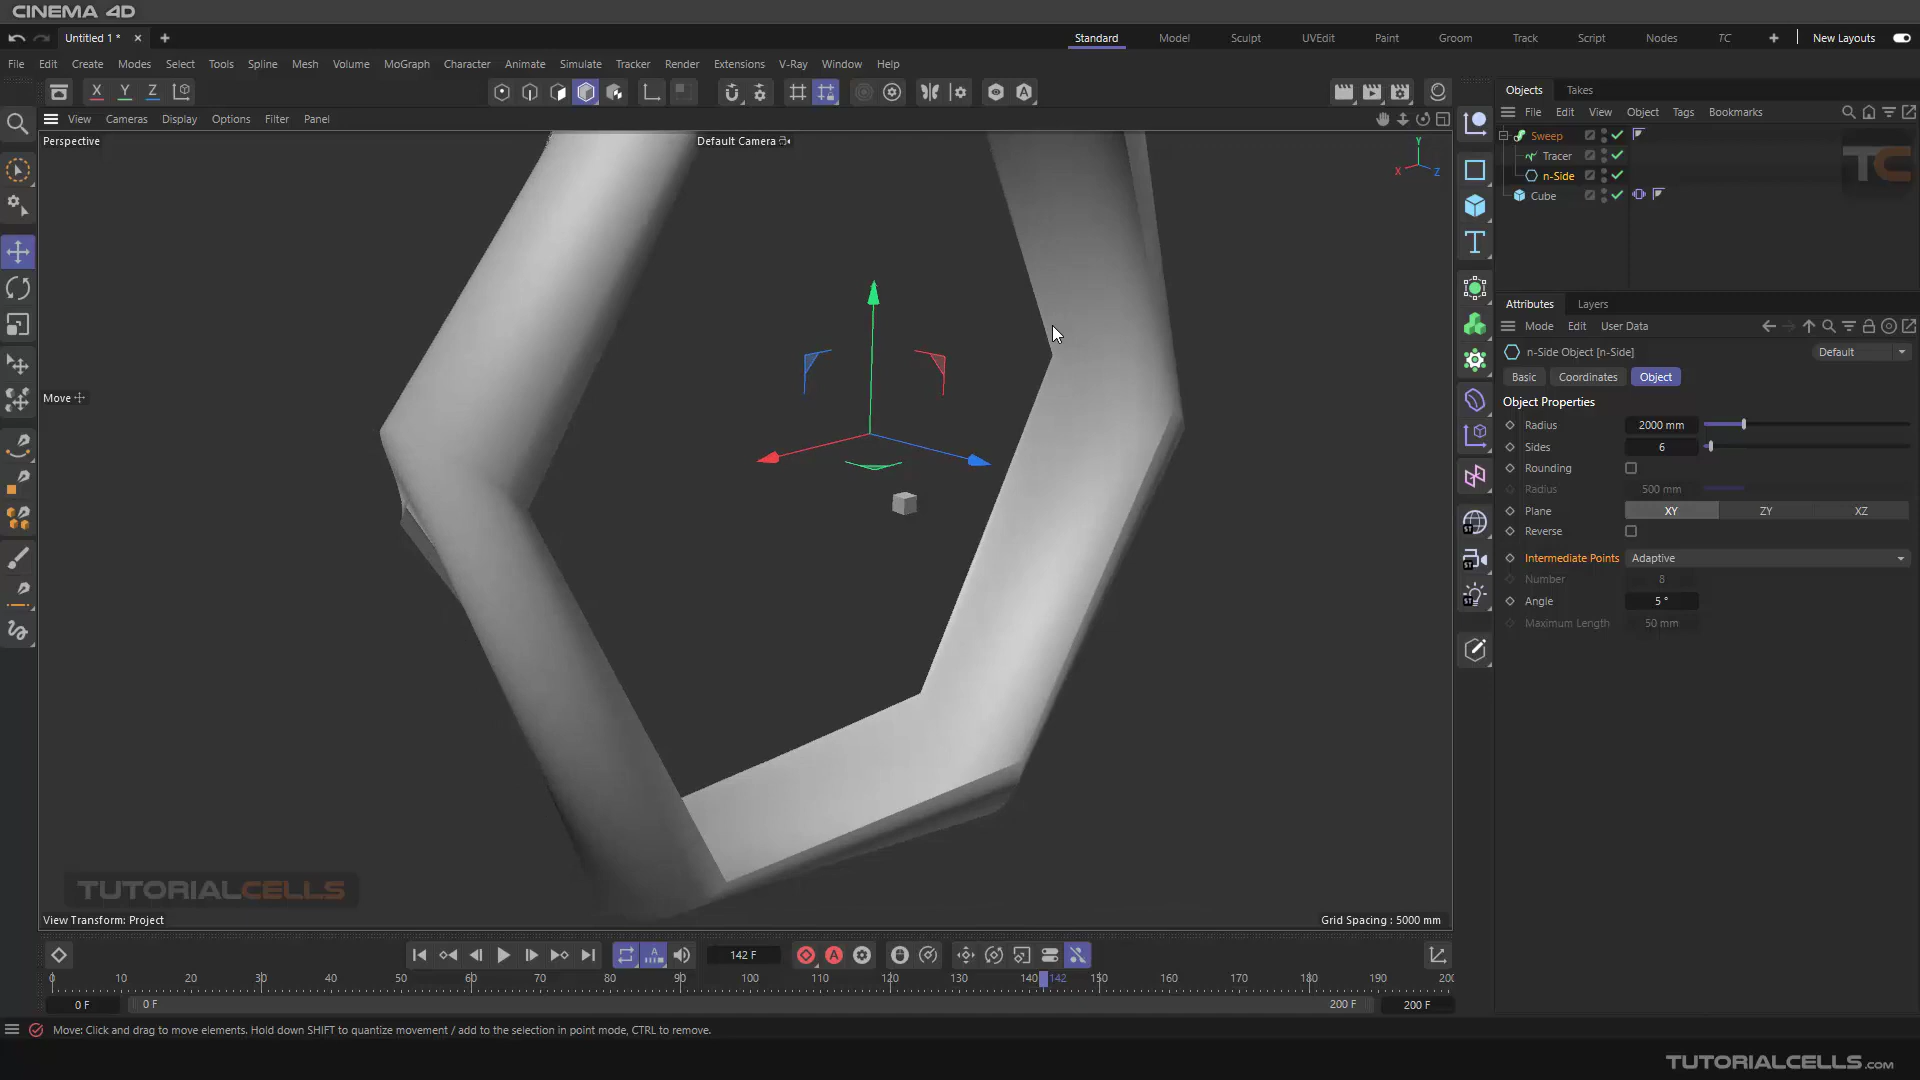 CINEMA 4D
Untitled 1 *
Standard Model Sculpt UVEdit Paint Groom Track Script Nodes TC New Layouts
File Edit Create Modes Select Tools Spline Mesh Volume MoGraph Character Animate Simulate Tracker Render Extensions V-Ray Window Help
X Y Z
Objects Takes
View Cameras Display Options Filter Panel
File Edit View Object Tags Bookmarks
Perspective
Default Camera
Y
X
Z
Sweep
Tracer
n-Side
Cube
TC
Attributes Layers
Mode Edit User Data
n-Side Object [n-Side]
Default
Basic Coordinates Object
Object Properties
Radius 2000 mm
Sides 6
Rounding
Radius 500 mm
Plane XY ZY XZ
Reverse
Intermediate Points Adaptive
Number 8
Angle 5 °
Maximum Length 50 mm
Move
TUTORIALCELLS
View Transform: Project
Grid Spacing : 5000 mm
142 F
0 10 20 30 40 50 60 70 80 90 100 110 120 130 140 142 150 160 170 180 190 200
0 F 0 F 200 F 200 F
Move: Click and drag to move elements. Hold down SHIFT to quantize movement / add to the selection in point mode, CTRL to remove.
TUTORIALCELLS.COM